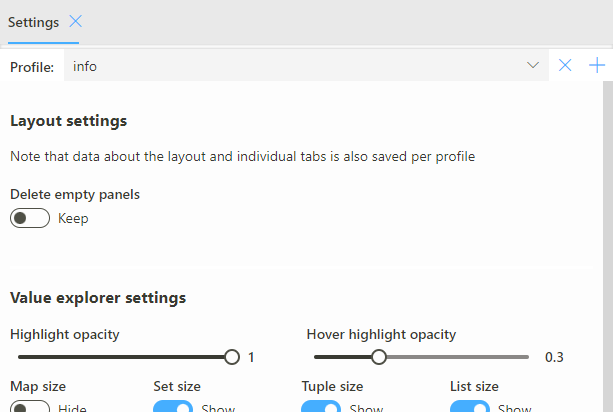 Settings
Profile: info
Layout settings
Note that data about the layout and individual tabs is also saved per profile
Delete empty panels
Keep
Value explorer settings
Highlight opacity Hover highlight opacity
1 0.3
Map size Set size Tuple size List size
Hide Show Show Show